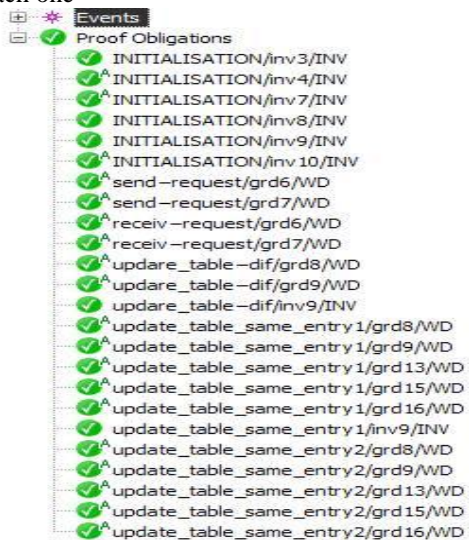 ach one
Events
Proof Obligations
INITIALISATION/inv3/INV
A INITIALISATION/inv4/INV
A INITIALISATION/inv7/INV
INITIALISATION/inv8/INV
INITIALISATION/inv9/INV
A INITIALISATION/inv10/INV
A send-request/grd6/WD
A send-request/grd7/WD
A receiv-request/grd6/WD
A receiv-request/grd7/WD
A updare_table-dif/grd8/WD
A updare_table-dif/grd9/WD
updare_table-dif/inv9/INV
A update_table_same_entry1/grd8/WD
A update_table_same_entry1/grd9/WD
A update_table_same_entry1/grd13/WD
A update_table_same_entry1/grd15/WD
A update_table_same_entry1/grd16/WD
update_table_same_entry1/inv9/INV
A update_table_same_entry2/grd8/WD
A update_table_same_entry2/grd9/WD
A update_table_same_entry2/grd13/WD
A update_table_same_entry2/grd15/WD
A update_table_same_entry2/grd16/WD